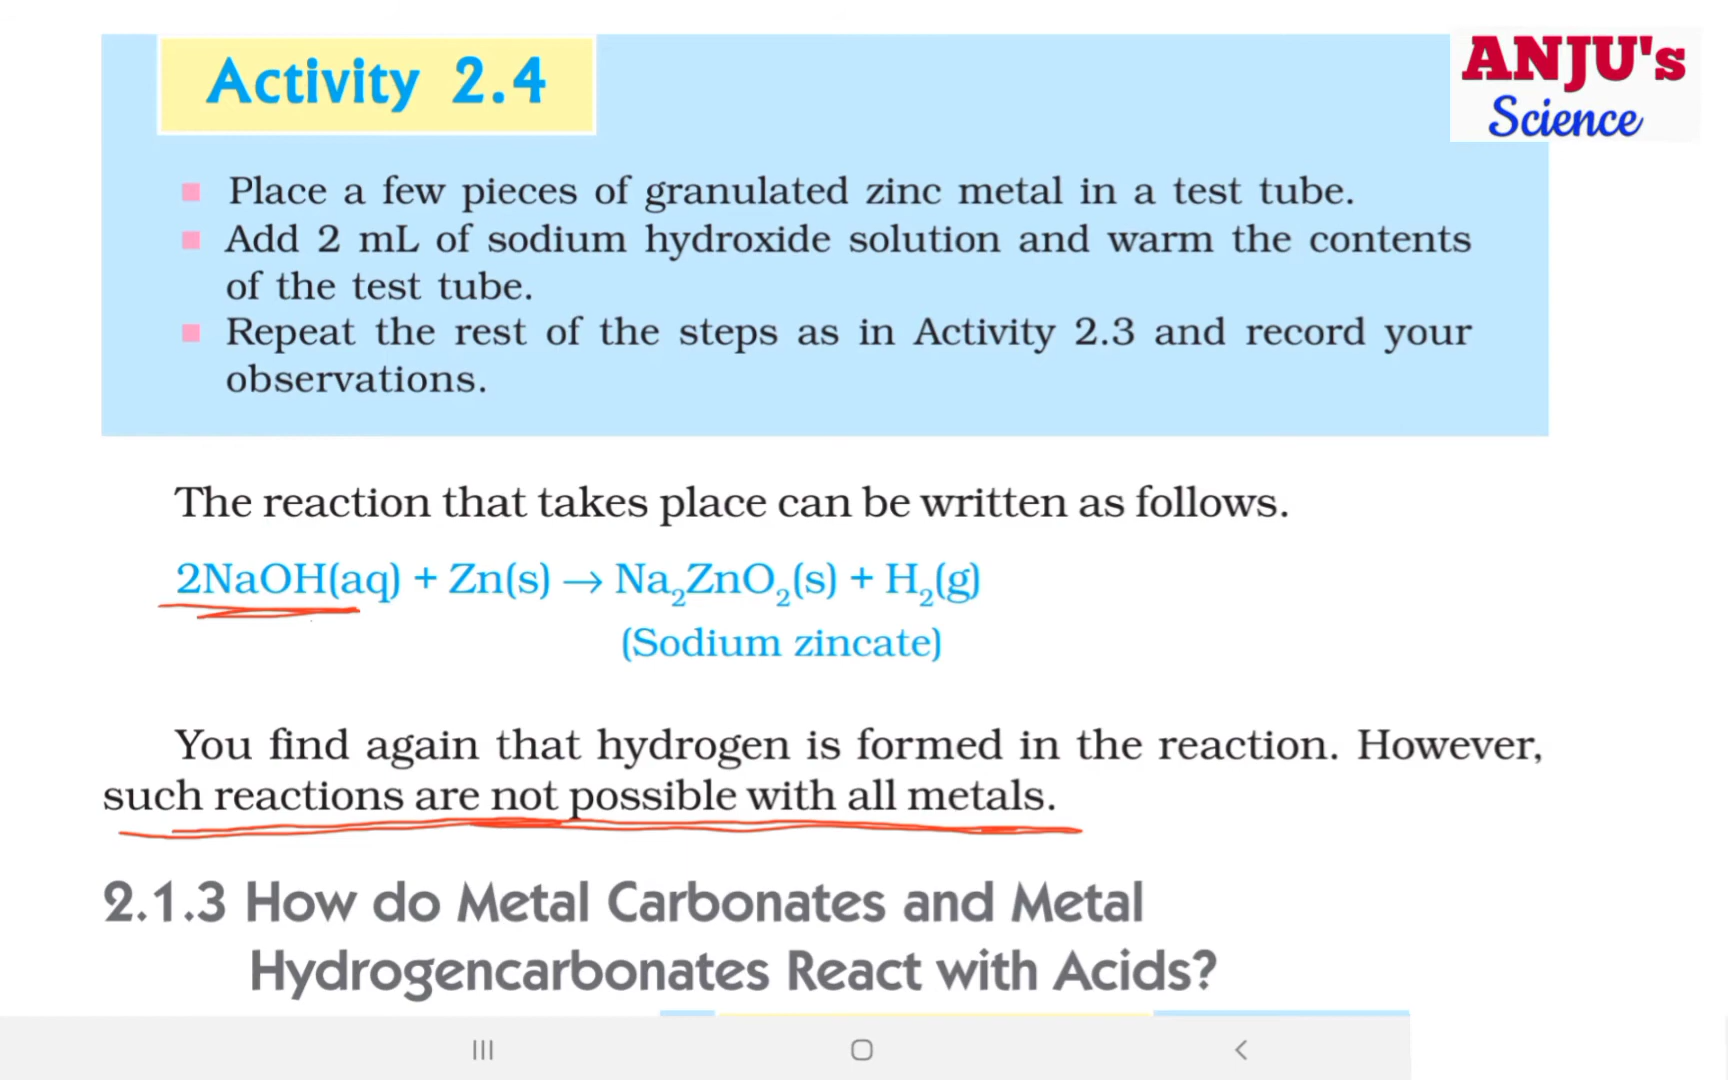 Activity 2.4
ANJU's
Science
Place a few pieces of granulated zinc metal in a test tube.
Add 2 mL of sodium hydroxide solution and warm the contents
of the test tube.
Repeat the rest of the steps as in Activity 2.3 and record your
observations.
The reaction that takes place can be written as follows.
2NaOH(aq) + Zn(s) → Na₂ZnO₂(s) + H₂(g)
(Sodium zincate)
You find again that hydrogen is formed in the reaction. However,
such reactions are not possible with all metals.
2.1.3 How do Metal Carbonates and Metal
Hydrogencarbonates React with Acids?